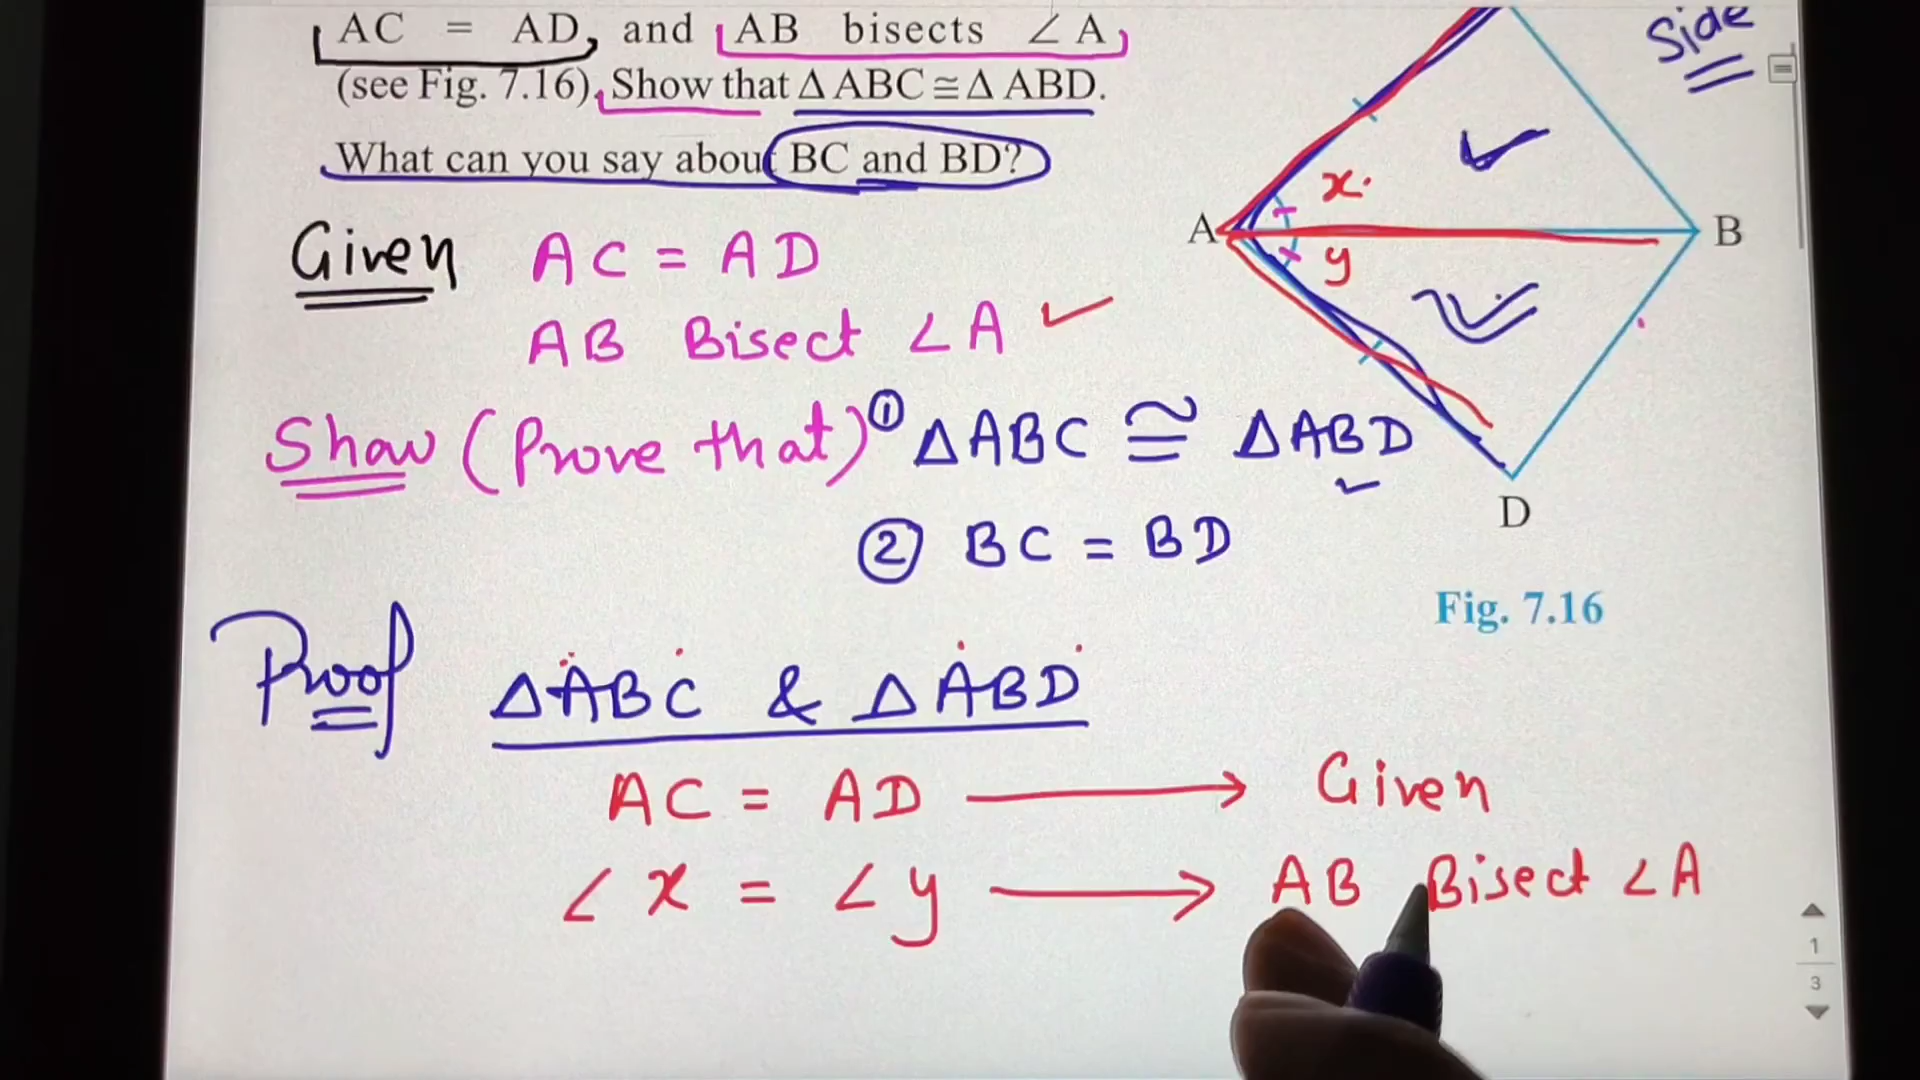 AC = AD, and AB bisects ∠ A
(see Fig. 7.16). Show that Δ ABC ≅ Δ ABD.
What can you say about BC and BD?
Side
x.
A
B
y
D
Fig. 7.16
Given AC = AD
AB Bisect ∠A
Show (Prove that) ① ΔABC ≅ ΔABD
② BC = BD
Proof ΔABC & ΔABD
AC = AD → Given
∠x = ∠y → AB Bisect ∠A
1
3